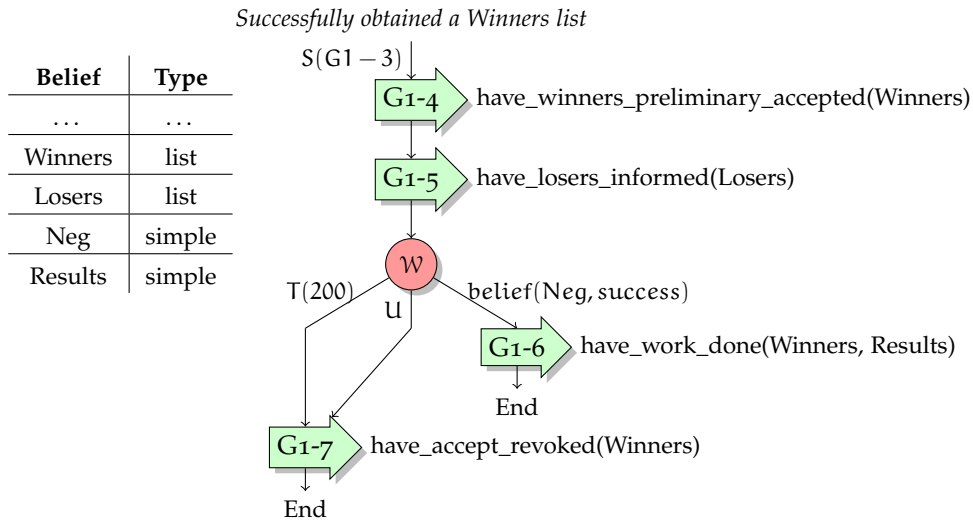 Successfully obtained a Winners list
S(G1 − 3)
Belief Type
... ...
Winners list
Losers list
Neg simple
Results simple
G1-4 have_winners_preliminary_accepted(Winners)
G1-5 have_losers_informed(Losers)
W
T(200)
U
belief(Neg, success)
G1-6 have_work_done(Winners, Results)
End
G1-7 have_accept_revoked(Winners)
End